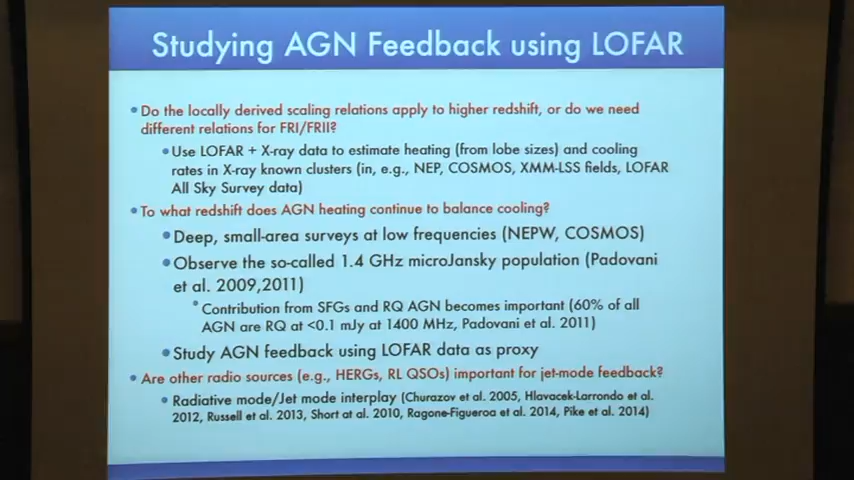 Studying AGN Feedback using LOFAR
• Do the locally derived scaling relations apply to higher redshift, or do we need
different relations for FRI/FRII?
• Use LOFAR + X-ray data to estimate heating (from lobe sizes) and cooling
rates in X-ray known clusters (in, e.g., NEP, COSMOS, XMM-LSS fields, LOFAR
All Sky Survey data)
• To what redshift does AGN heating continue to balance cooling?
• Deep, small-area surveys at low frequencies (NEPW, COSMOS)
• Observe the so-called 1.4 GHz microJansky population (Padovani
et al. 2009,2011)
• Contribution from SFGs and RQ AGN becomes important (60% of all
AGN are RQ at <0.1 mJy at 1400 MHz, Padovani et al. 2011)
• Study AGN feedback using LOFAR data as proxy
• Are other radio sources (e.g., HERGs, RL QSOs) important for jet-mode feedback?
• Radiative mode/Jet mode interplay (Churazov et al. 2005, Hlavacek-Larrondo et al.
2012, Russell et al. 2013, Short at al. 2010, Ragone-Figueroa et al. 2014, Pike et al. 2014)